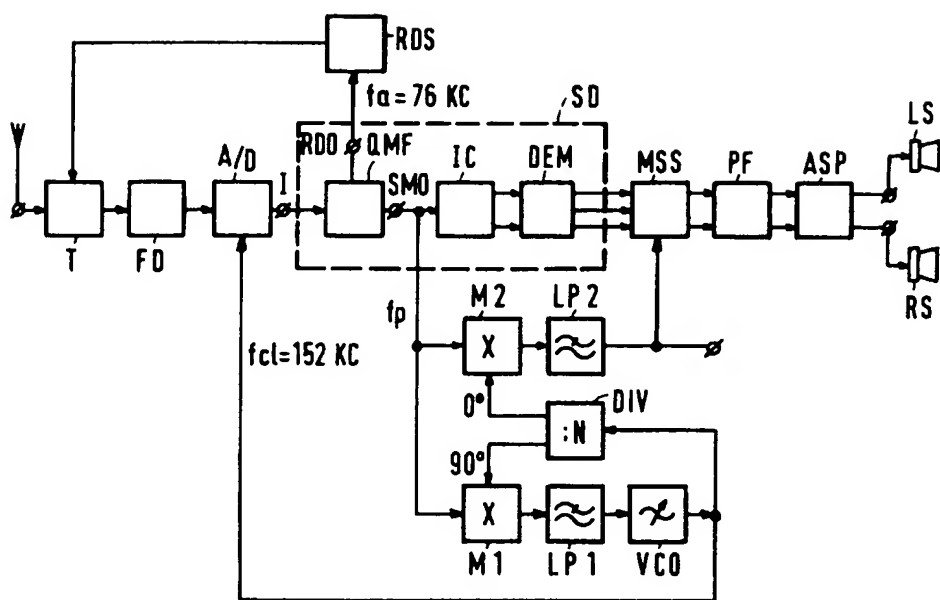 RDS
fa=76 KC
SD
LS
RDO
QMF
A/D
I
SMO
IC
DEM
MSS
PF
ASP
T
FD
RS
fp
M2
LP2
fcl=152 KC
X
0°
DIV
:N
90°
X
M1
LP1
VCO